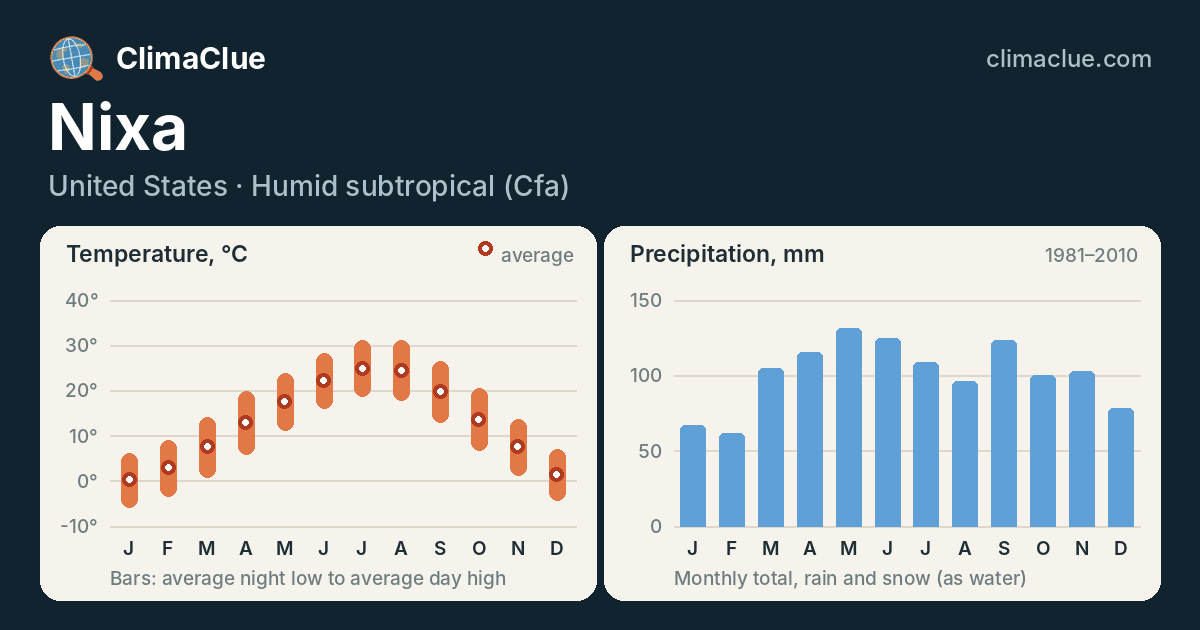 ClimaClue
climaclue.com
Nixa
United States · Humid subtropical (Cfa)
Temperature, °C
average
40°
30°
20°
10°
0°
-10°
J F M A M J J A S O N D
Bars: average night low to average day high
Precipitation, mm
1981–2010
150
100
50
0
J F M A M J J A S O N D
Monthly total, rain and snow (as water)